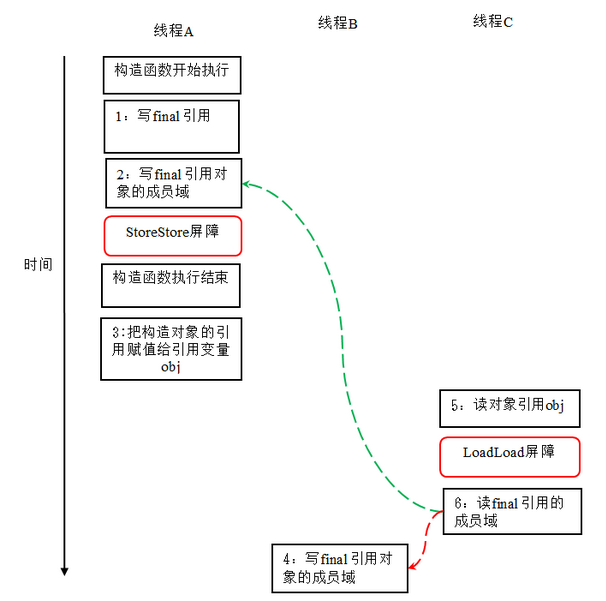 线程A
线程B
线程C
构造函数开始执行
1：写final 引用
2：写final 引用对
象的成员域
StoreStore屏障
时间
构造函数执行结束
3:把构造对象的引
用赋值给引用变量
obj
5：读对象引用obj
LoadLoad屏障
6：读final引用的
成员域
4：写final引用对
象的成员域